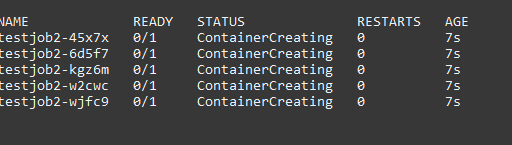 NAME READY STATUS RESTARTS AGE
testjob2-45x7x 0/1 ContainerCreating 0 7s
testjob2-6d5f7 0/1 ContainerCreating 0 7s
testjob2-kgz6m 0/1 ContainerCreating 0 7s
testjob2-w2cwc 0/1 ContainerCreating 0 7s
testjob2-wjfc9 0/1 ContainerCreating 0 7s